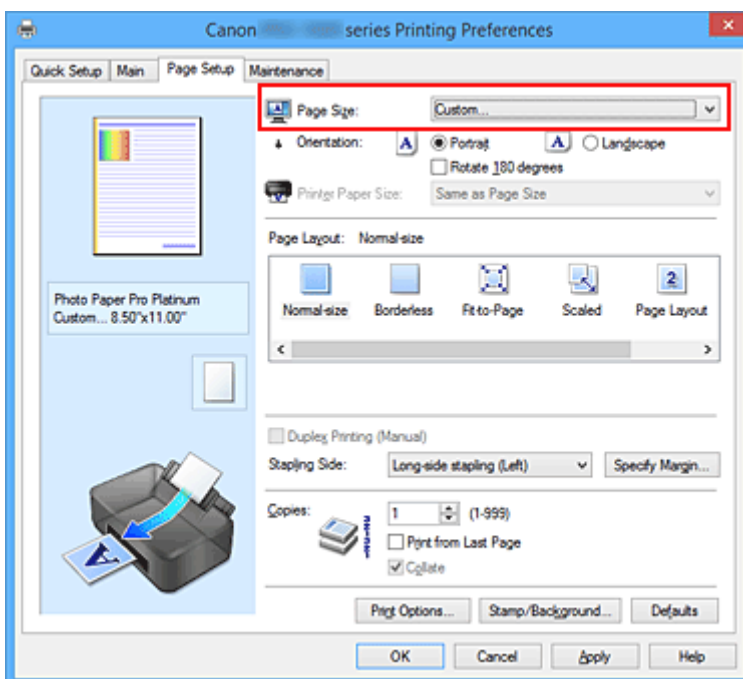 Canon series Printing Preferences
Quick Setup Main Page Setup Maintenance
Page Size: Custom...
Orientation: A Portrait A Landscape
Rotate 180 degrees
Printer Paper Size: Same as Page Size
Page Layout: Normal-size
2
Normal-size Borderless Fit-to-Page Scaled Page Layout
Photo Paper Pro Platinum
Custom... 8.50"x11.00"
Duplex Printing (Manual)
Stapling Side: Long-side stapling (Left) Specify Margin...
Copies: 1 (1-999)
Print from Last Page
Collate
A
Print Options... Stamp/Background... Defaults
OK Cancel Apply Help